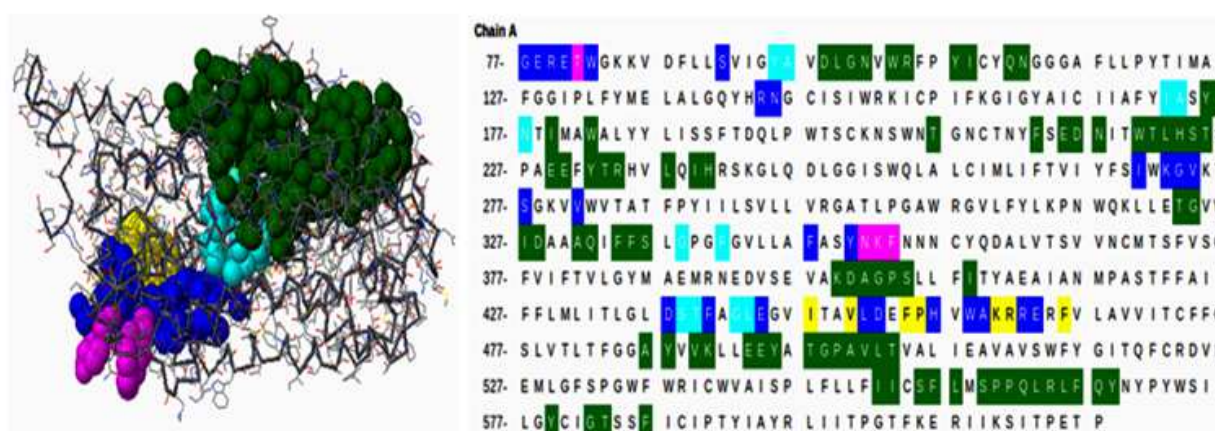 Chain A
77- GERETWGKKV DFLLSVIGYA VDLGNVWRFP YICYQNGGGA FLLPYTIMA
127- FGGIPLFYME LALGQYHRNG CISIWRKICP IFKGIGYAIC IIAFYIASY
177- NTIMAWALYY LISSFTDQLP WTSCKNSWNT GNCTNYFSED NITWTLHST
227- PAEEFYTRHV LQIHRSKGLQ DLGGISWQLA LCIMLIFTVI YFSIWKGVK
277- SGKVVWVTAT FPYIILSVLL VRGATLPGAW RGVLFYLKPN WQKLLETGV
327- IDAAAQIFFS LGPGFGVLLA FASYNKFNNN CYQDALVTSV VNCMTSFVS
377- FVIFTVLGYM AEMRNEDVSE VAKDAGPSLL FITYAEAIAN MPASTFFAI
427- FFLMLITLGL DSTFAGLEGV ITAVLDEFPH VWAKRRERFV LAVVITCFF
477- SLVTLTFGGA YVVKLLEEYA TGPAVLTVAL IEAVAVSWFY GITQFCRDV
527- EMLGFSPGWF WRICWVAISP LFLLFIICSF LMSPPQLRLF QYNYPYWSI
577- LGYCIGTSSF ICIPTYIAYR LIITPGTFKE RIIKSITPET P